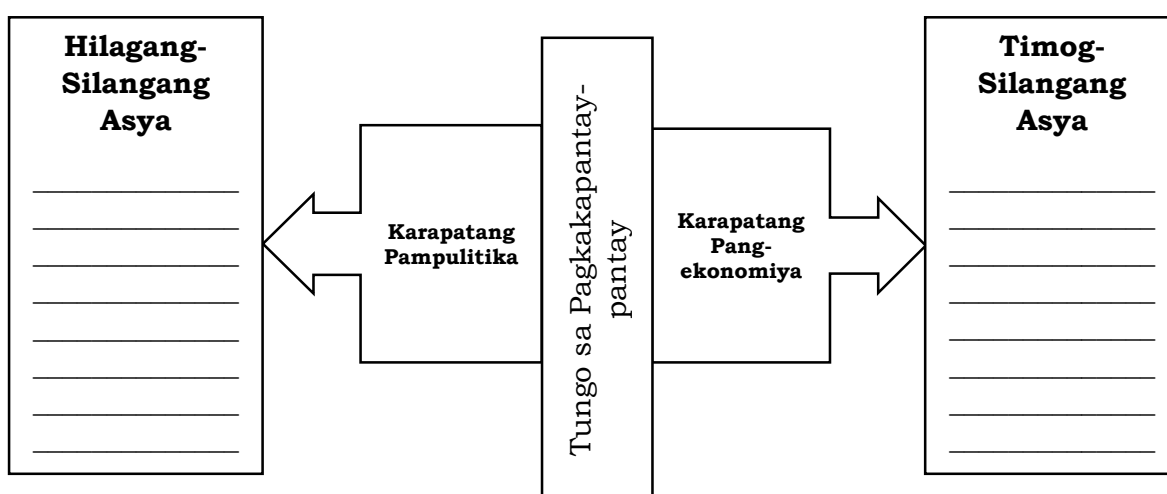 Hilagang-
Silangang
Asya
Karapatang
Pampulitika
Tungo sa Pagkakapantay-
pantay
Karapatang
Pang-
ekonomiya
Timog-
Silangang
Asya